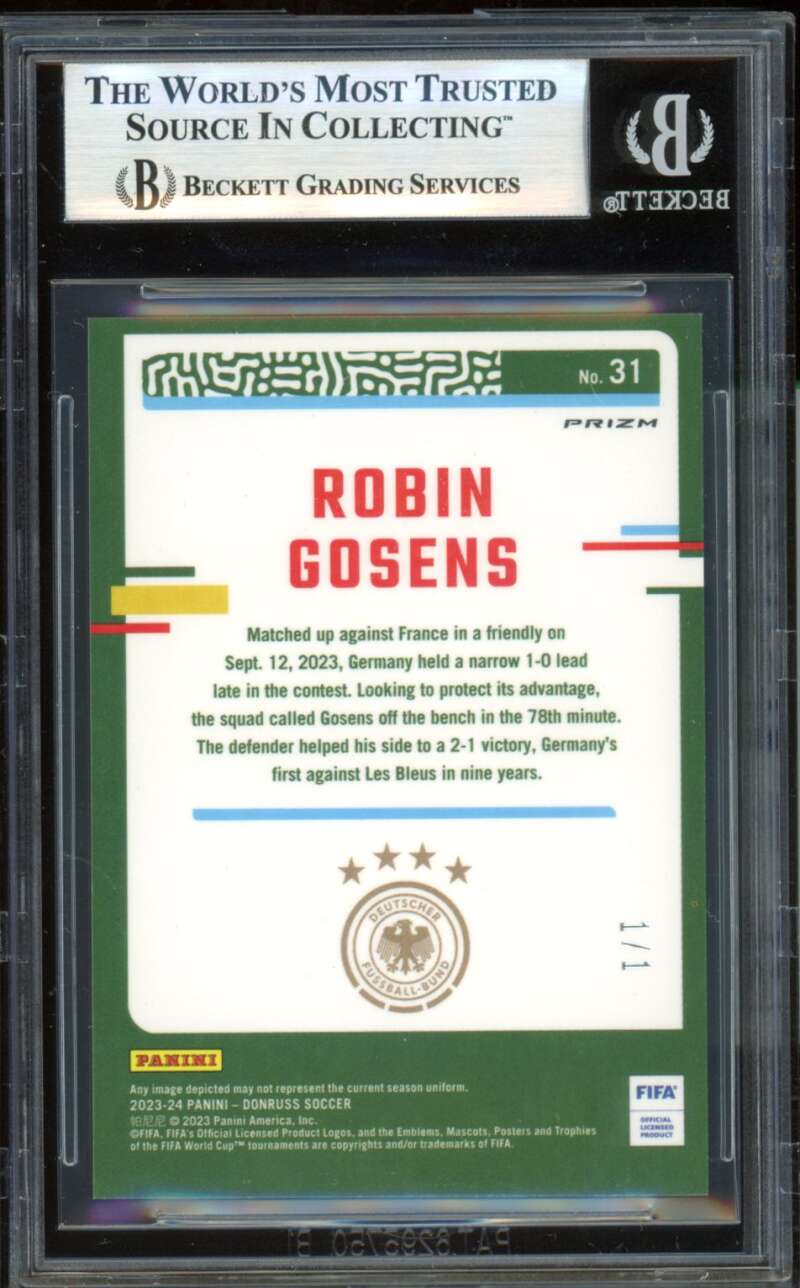 THE WORLD'S MOST TRUSTED
SOURCE IN COLLECTING™
B BECKETT GRADING SERVICES
B
BECKETT®
No. 31
PRIZM
ROBIN
GOSENS
Matched up against France in a friendly on
Sept. 12, 2023, Germany held a narrow 1-0 lead
late in the contest. Looking to protect its advantage,
the squad called Gosens off the bench in the 78th minute.
The defender helped his side to a 2-1 victory, Germany's
first against Les Bleus in nine years.
DEUTSCHER
FUSSBALL-BUND
1/1
PANINI
Any image depicted may not represent the current season uniform.
2023-24 PANINI – DONRUSS SOCCER
帕尼尼 © 2023 Panini America, Inc.
©FIFA, FIFA's Official Licensed Product Logos, and the Emblems, Mascots, Posters and Trophies
of the FIFA World Cup™ tournaments are copyrights and/or trademarks of FIFA.
FIFA®
OFFICIAL
LICENSED
PRODUCT
PAT.6295750 B1